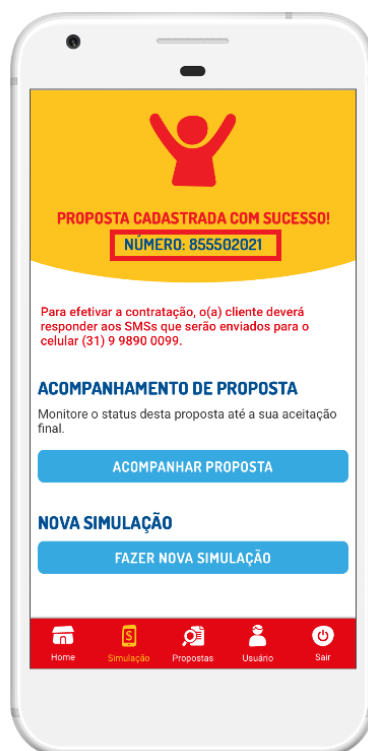 PROPOSTA CADASTRADA COM SUCESSO!
NÚMERO: 855502021
Para efetivar a contratação, o(a) cliente deverá
responder aos SMSs que serão enviados para o
celular (31) 9 9890 0099.
ACOMPANHAMENTO DE PROPOSTA
Monitore o status desta proposta até a sua aceitação
final.
ACOMPANHAR PROPOSTA
NOVA SIMULAÇÃO
FAZER NOVA SIMULAÇÃO
Home Simulação Propostas Usuário Sair